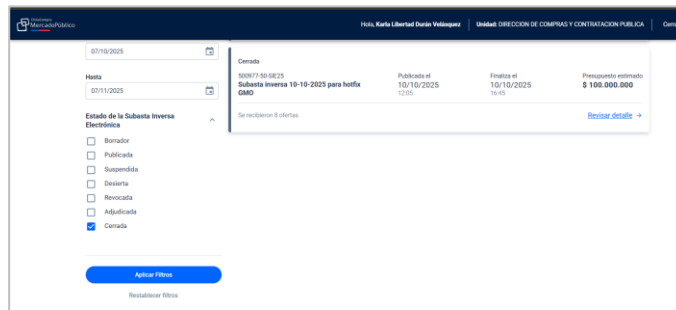 ChileCompra
MercadoPúblico
Hola, Karla Libertad Durán Velásquez
Unidad: DIRECCION DE COMPRAS Y CONTRATACION PUBLICA
Cerra
07/10/2025
Hasta
07/11/2025
Estado de la Subasta Inversa
Electrónica
Borrador
Publicada
Suspendida
Desierta
Revocada
Adjudicada
Cerrada
Aplicar Filtros
Restablecer filtros
Cerrada
500977-50-SIE25
Subasta inversa 10-10-2025 para hotfix
GMO
Publicada el
10/10/2025
12:05
Finaliza el
10/10/2025
16:45
Presupuesto estimado
$ 100.000.000
Se recibieron 8 ofertas
Revisar detalle